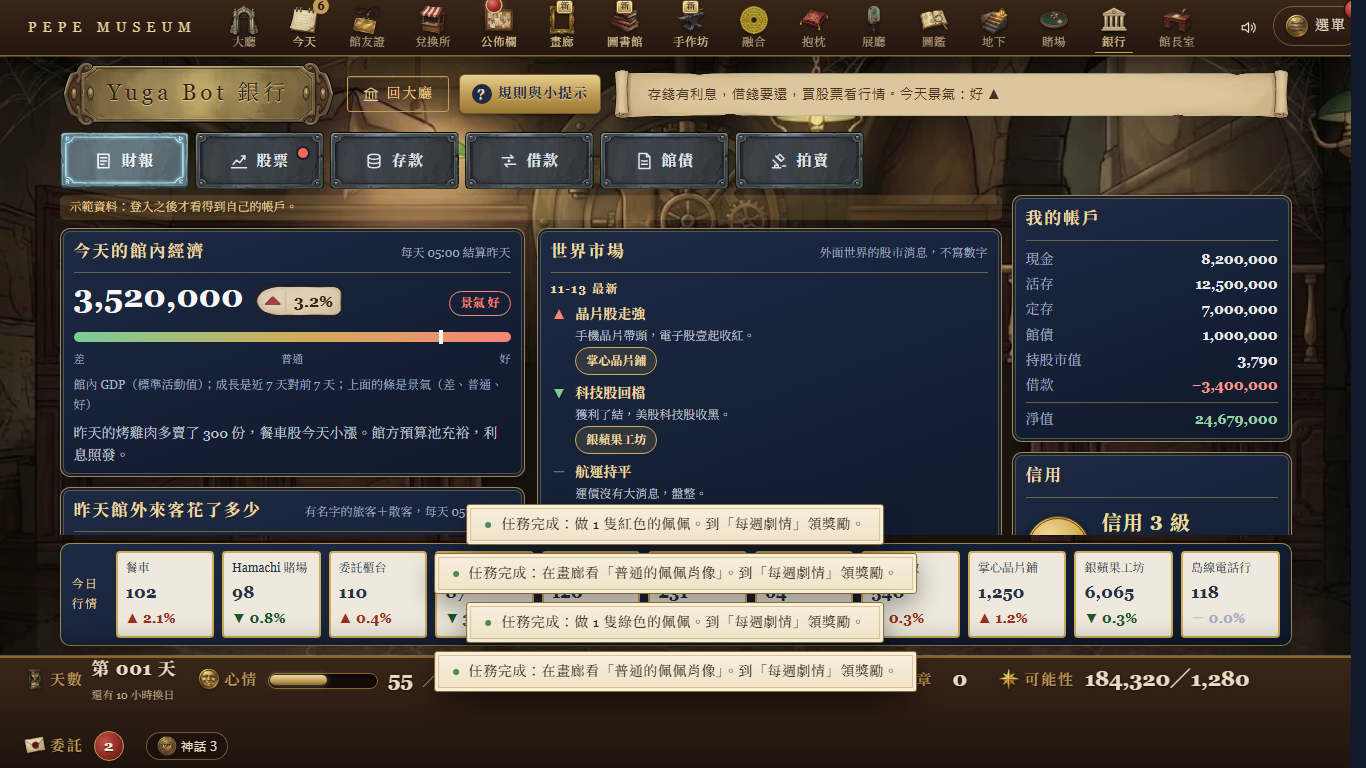 PEPE MUSEUM
大廳
6
今天
館友證
兌換所
公佈欄
新
畫廊
新
圖書館
新
手作坊
融合
抱枕
展廳
圖鑑
地下
賭場
銀行
館長室
選單
Yuga Bot 銀行
回大廳
? 規則與小提示
存錢有利息，借錢要還，買股票看行情。今天景氣：好 ▲
財報
股票
存款
借款
館債
拍賣
示範資料：登入之後才看得到自己的帳戶。
今天的館內經濟
每天 05:00 結算昨天
3,520,000
▲ 3.2%
景氣 好
差
普通
好
館內 GDP（標準活動值）；成長是近 7 天對前 7 天；上面的條是景氣（差、普通、
好）
昨天的烤雞肉多賣了 300 份，餐車股今天小漲。館方預算池充裕，利
息照發。
昨天館外來客花了多少
有名字的旅客＋散客，每天 05
世界市場
外面世界的股市消息，不寫數字
11-13 最新
▲ 晶片股走強
手機晶片帶頭，電子股壹起收紅。
掌心晶片鋪
▼ 科技股回檔
獲利了結，美股科技股收黑。
銀蘋果工坊
— 航運持平
運價沒有大消息，盤整。
我的帳戶
現金 8,200,000
活存 12,500,000
定存 7,000,000
館債 1,000,000
持股市值 3,790
借款 −3,400,000
淨值 24,679,000
信用
信用 3 級
任務完成：做 1 隻紅色的佩佩。到「每週劇情」領獎勵。
任務完成：在畫廊看「普通的佩佩肖像」。到「每週劇情」領獎勵。
任務完成：做 1 隻綠色的佩佩。到「每週劇情」領獎勵。
任務完成：在畫廊看「普通的佩佩肖像」。到「每週劇情」領獎勵。
今日
行情
餐車
102
▲ 2.1%
Hamachi 賭場
98
▼ 0.8%
委託櫃台
110
▲ 0.4%
0.3%
掌心晶片鋪
1,250
▲ 1.2%
銀蘋果工坊
6,065
▼ 0.3%
島線電話行
118
— 0.0%
天數
第 001 天
還有 10 小時換日
心情
55
章 0
可能性 184,320／1,280
委託 2
神話 3